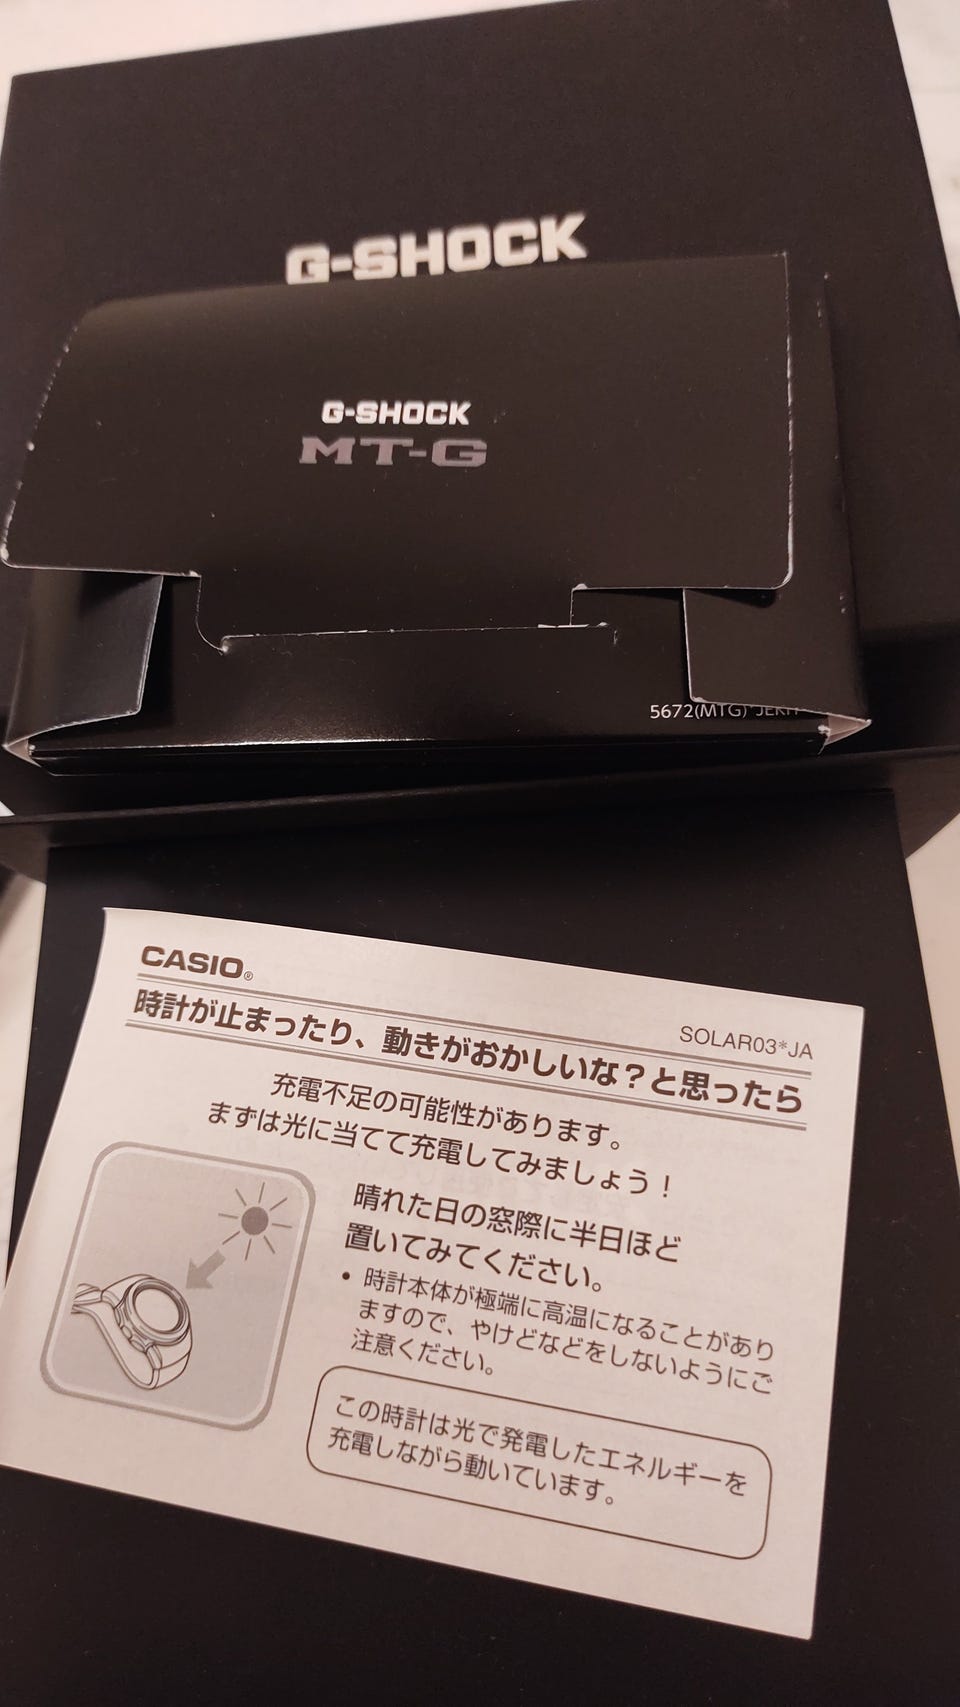 G-SHOCK
G-SHOCK
MT-G
5672(MTG)
CASIO®
SOLAR03*JA
時計が止まったり、動きがおかしいな？と思ったら
充電不足の可能性があります。
まずは光に当てて充電してみましょう！
晴れた日の窓際に半日ほど
置いてみてください。
• 時計本体が極端に高温になることがあり
ますので、やけどなどをしないようにご
注意ください。
この時計は光で発電したエネルギーを
充電しながら動いています。